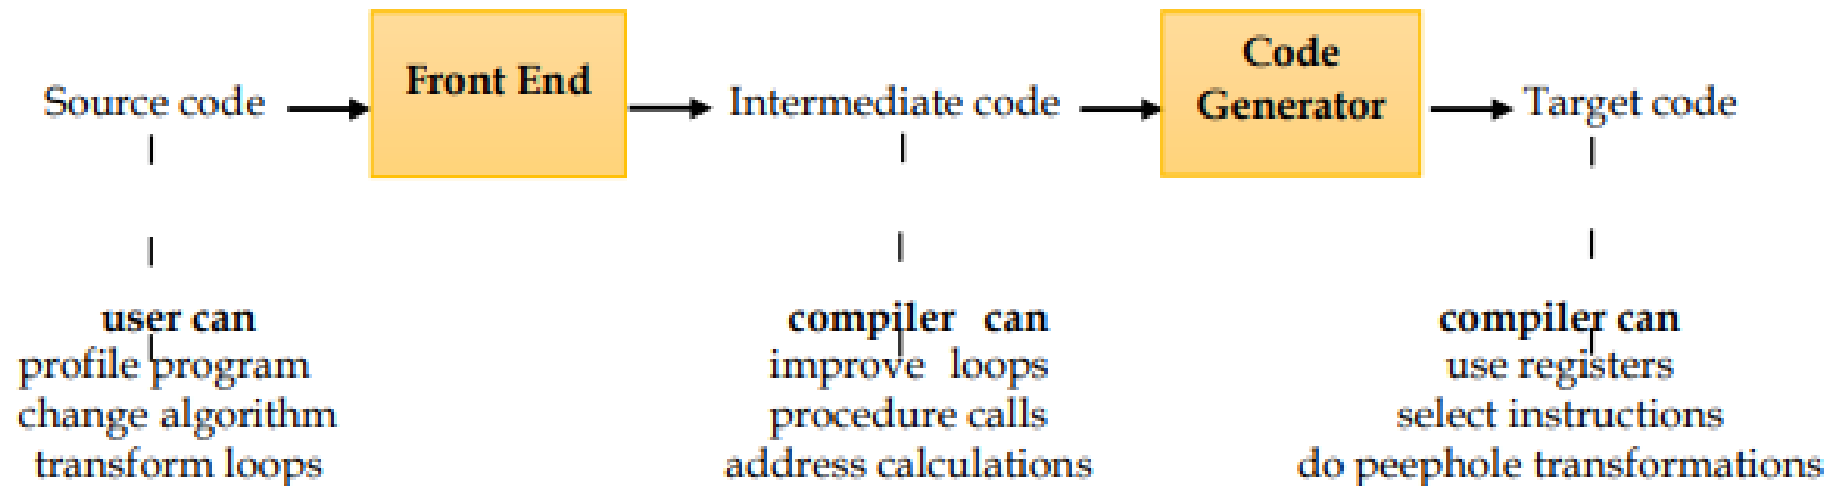 Source code
Front End
Intermediate code
Code
Generator
Target code
user can
profile program
change algorithm
transform loops
compiler can
improve loops
procedure calls
address calculations
compiler can
use registers
select instructions
do peephole transformations